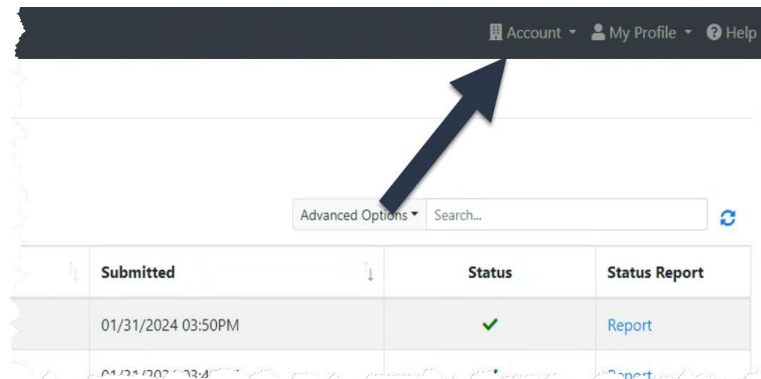 Account My Profile Help
Advanced Options Search...
Submitted Status Status Report
01/31/2024 03:50PM Report